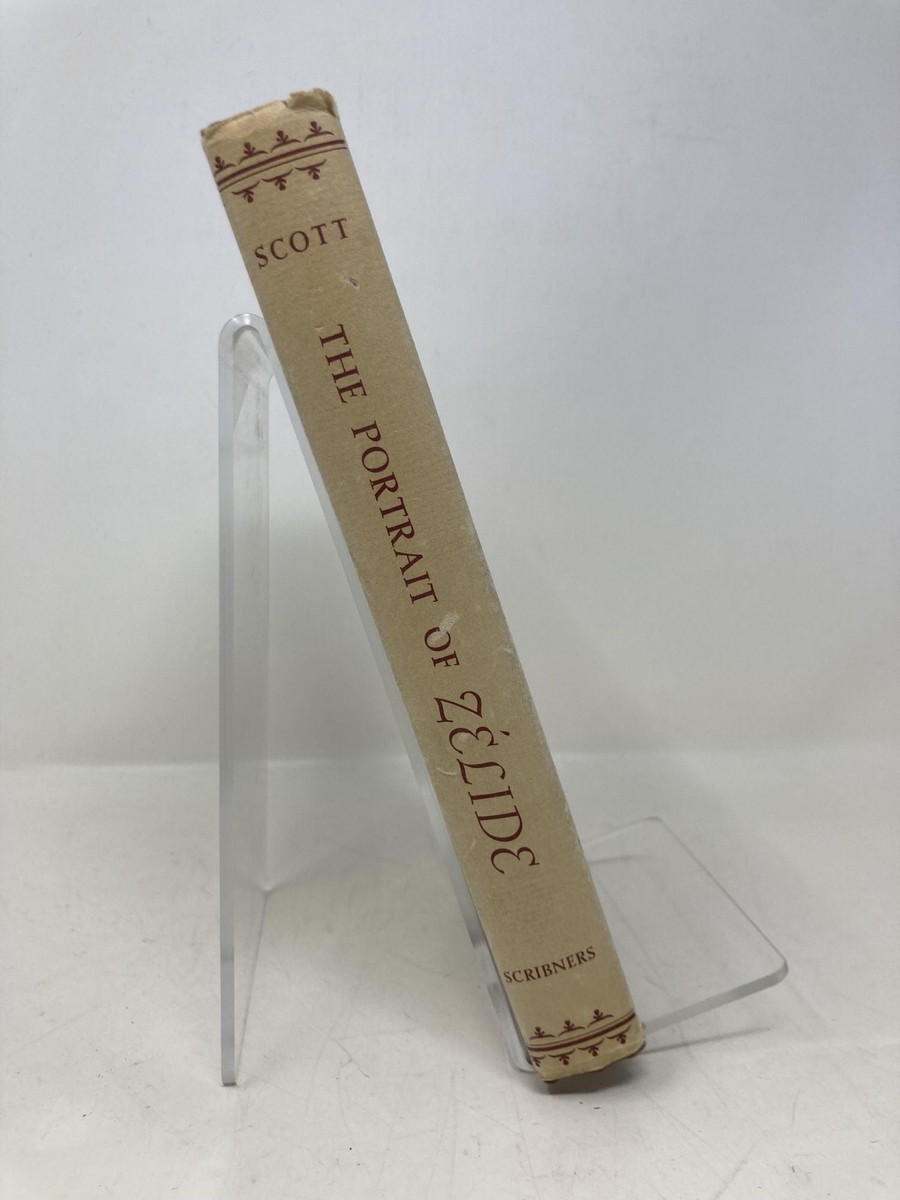 SCOTT
THE PORTRAIT OF ZÉLIDE
SCRIBNERS